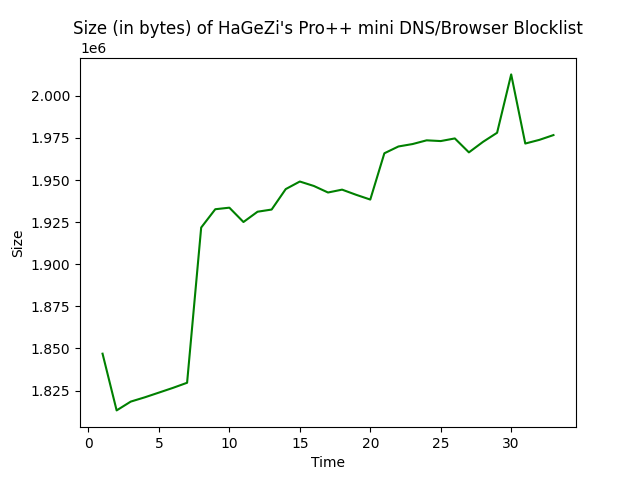 Size (in bytes) of HaGeZi's Pro++ mini DNS/Browser Blocklist
1e6
2.000
1.975
1.950
1.925
1.900
1.875
1.850
1.825
Size
0 5 10 15 20 25 30
Time